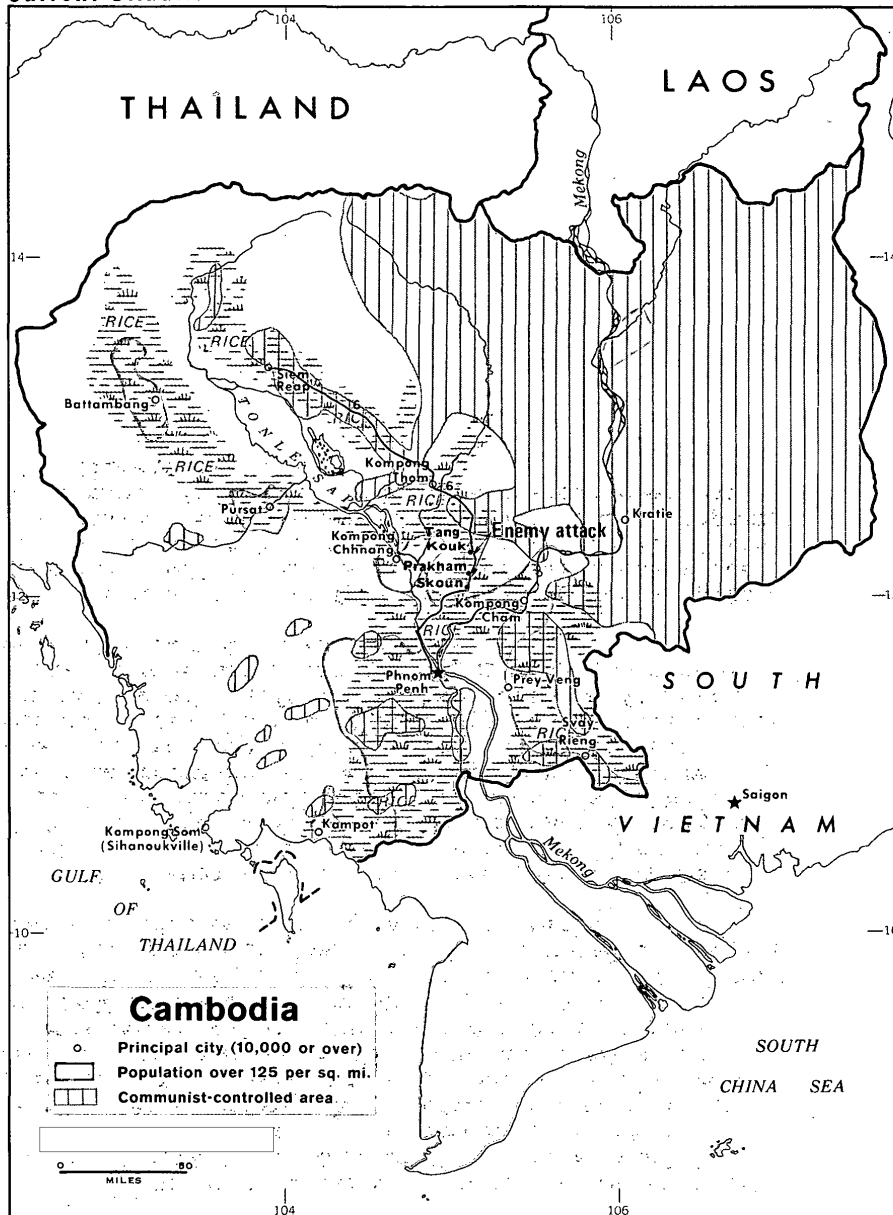 104
106
THAILAND
LAOS
Mekong
14
RICE
RICE
Siem
Reap
Battambang
6
TONLE SAP
RICE
Kompong
Thom
6
RICE
Pursat
Kratie
Enemy attack
Tang
Kouk
Kompong
Chhnang
Prakham
Skoun
12
Kompong
Cham
RICE
Phnom
Penh
Prey Veng
SOUTH
Svay
Rieng
RICE
Saigon
VIETNAM
RICE
Kampot
Kompong Som
(Sihanoukville)
Mekong
GULF
OF
THAILAND
10
Cambodia
Principal city (10,000 or over)
Population over 125 per sq. mi.
Communist-controlled area
SOUTH
CHINA SEA
0
MILES
104
106